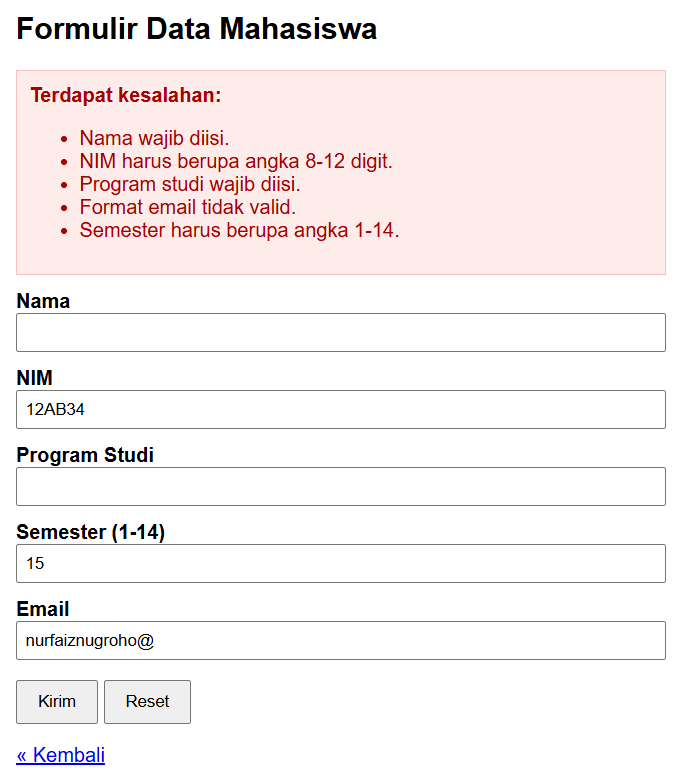 Formulir Data Mahasiswa
Terdapat kesalahan:
• Nama wajib diisi.
• NIM harus berupa angka 8-12 digit.
• Program studi wajib diisi.
• Format email tidak valid.
• Semester harus berupa angka 1-14.
Nama
NIM
12AB34
Program Studi
Semester (1-14)
15
Email
nurfaiznugroho@
Kirim Reset
« Kembali